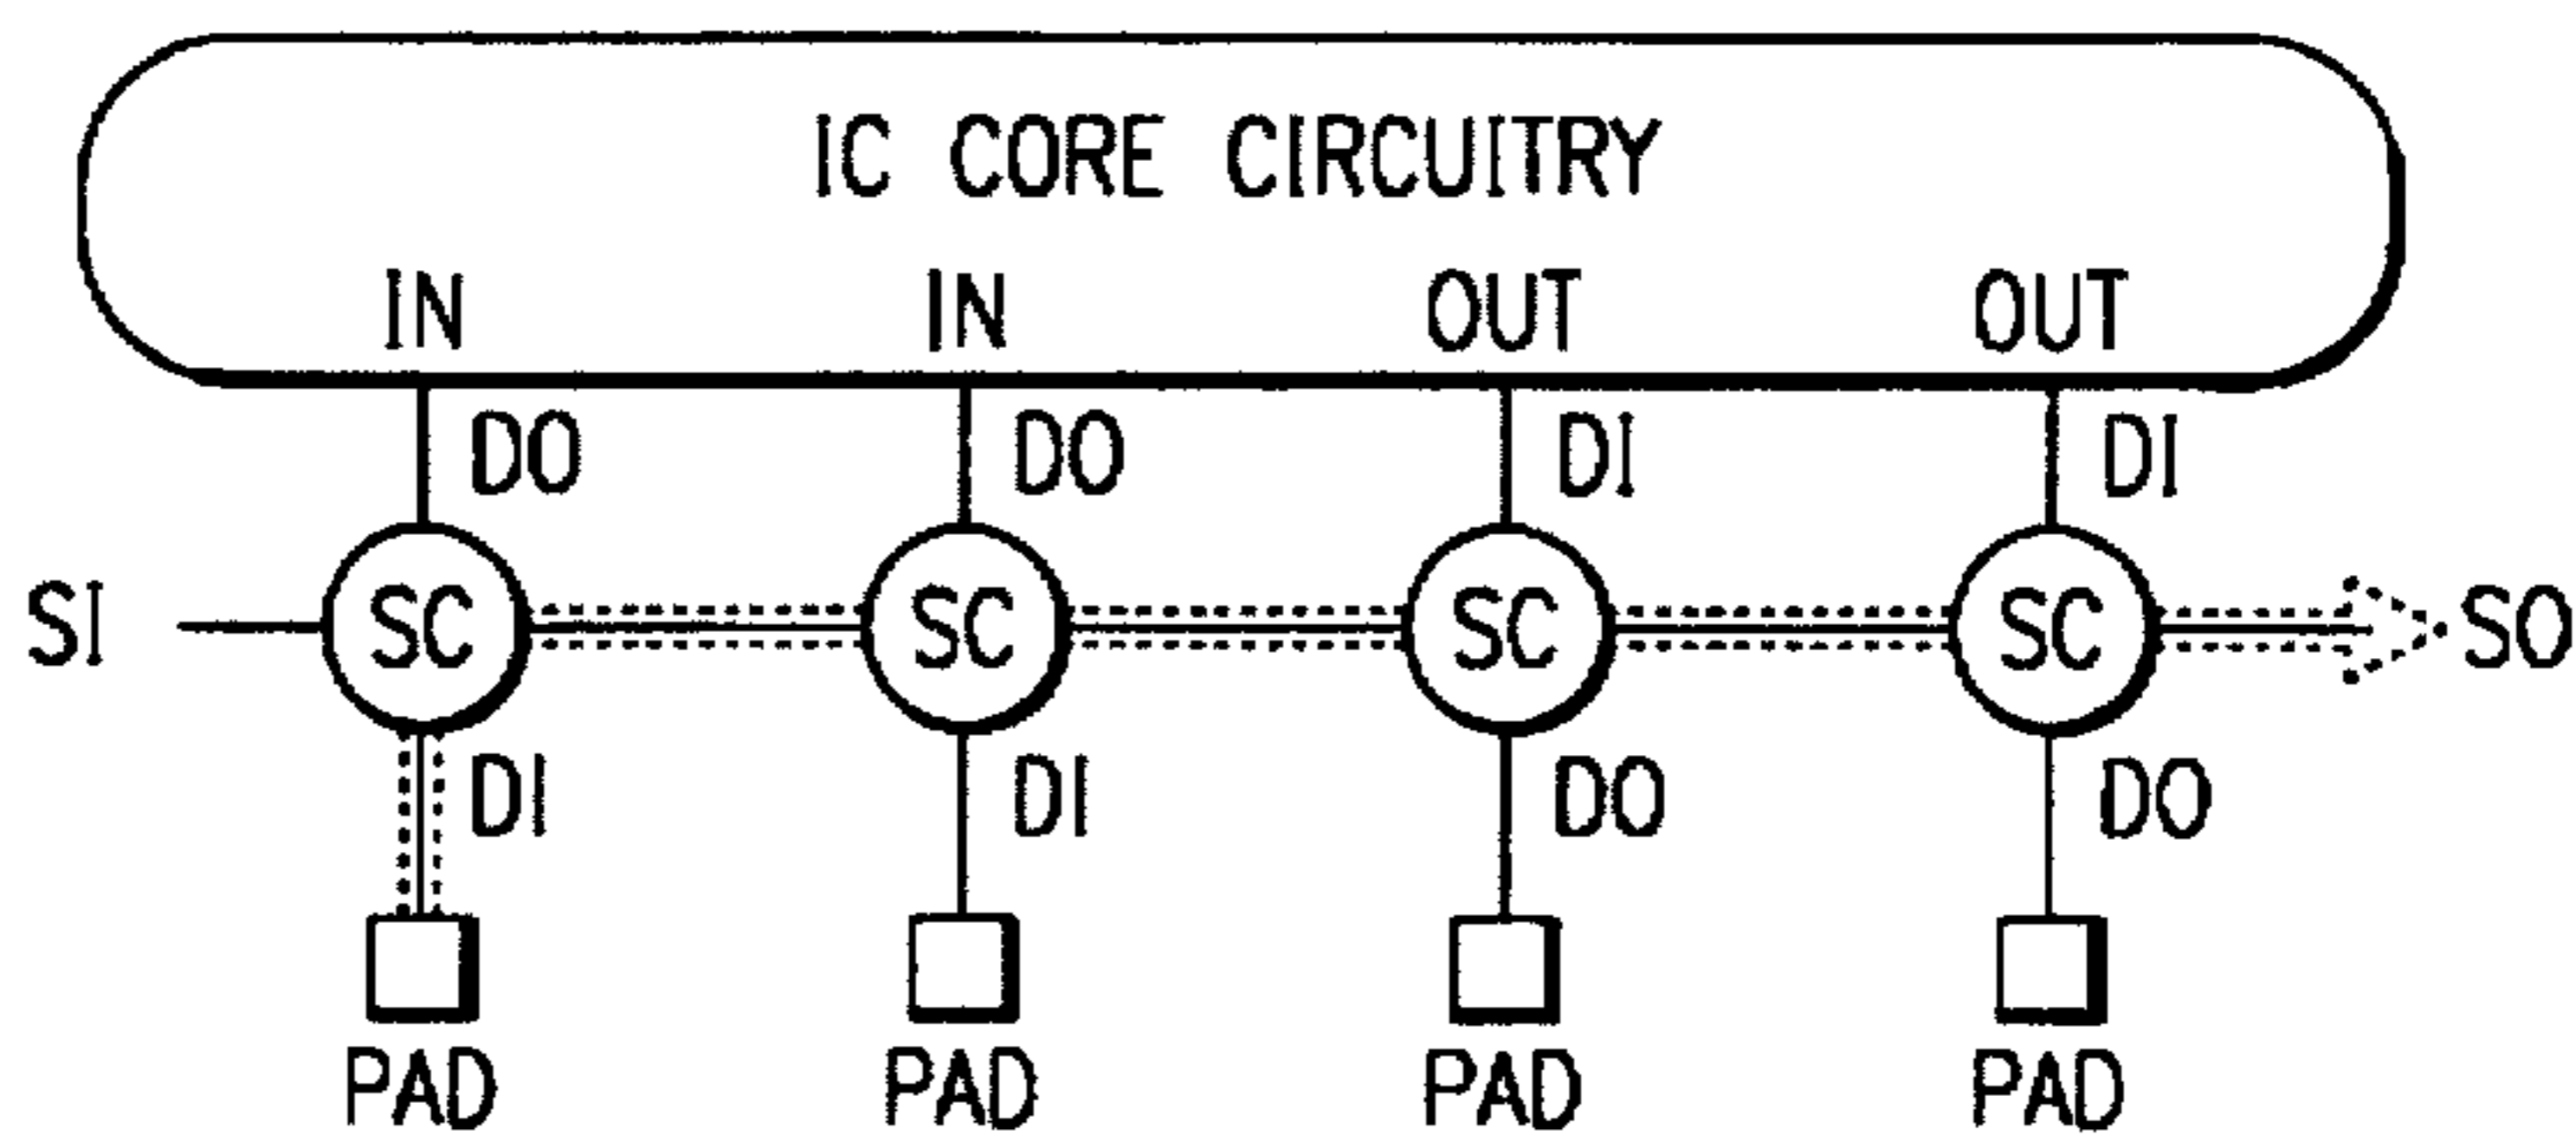 IC CORE CIRCUITRY
IN IN OUT OUT
DO DO DI DI
SI SC SC SC SC SO
DI DI DO DO
PAD PAD PAD PAD